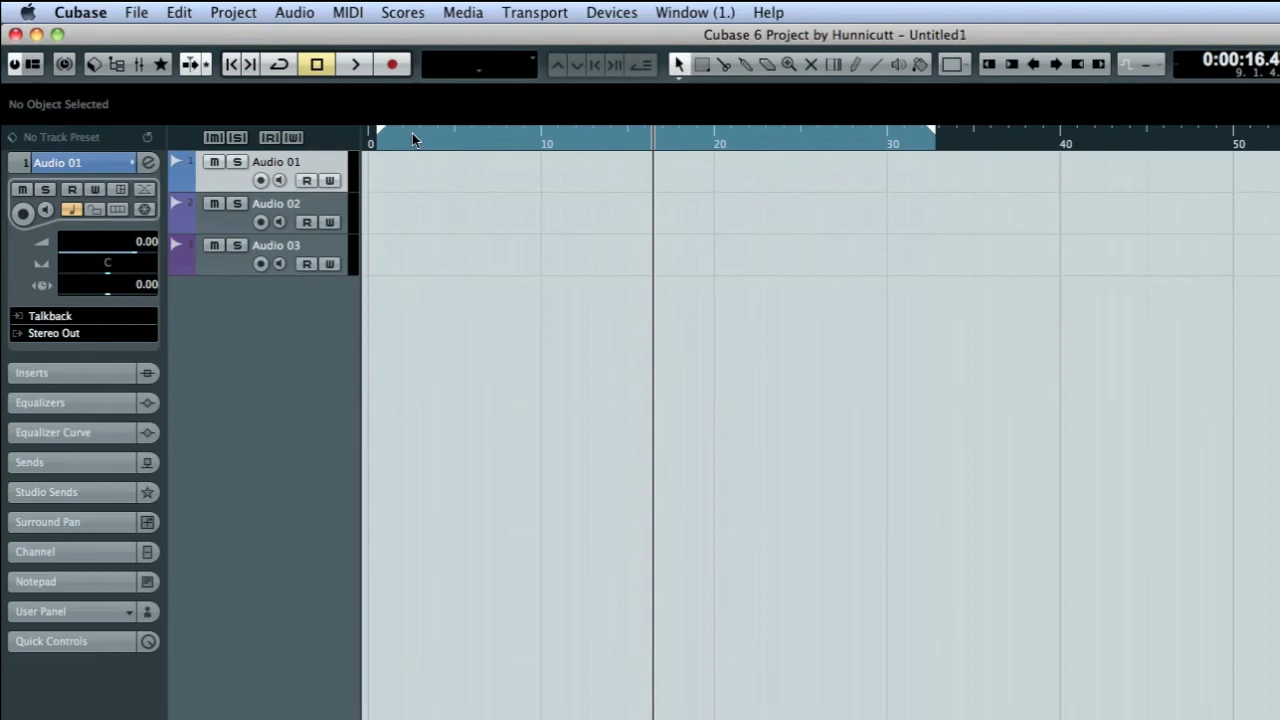 Cubase File Edit Project Audio MIDI Scores Media Transport Devices Window (1.) Help
Cubase 6 Project by Hunnicutt - Untitled1
0:00:16.4
9. 1. 4.
No Object Selected
No Track Preset
[M] [S] [R] [W]
0 10 20 30 40 50
1 Audio 01
1 m S Audio 01
R W
m S R W
2 m S Audio 02
R W
0.00
3 m S Audio 03
C
R W
0.00
Talkback
Stereo Out
Inserts
Equalizers
Equalizer Curve
Sends
Studio Sends
Surround Pan
Channel
Notepad
User Panel
Quick Controls